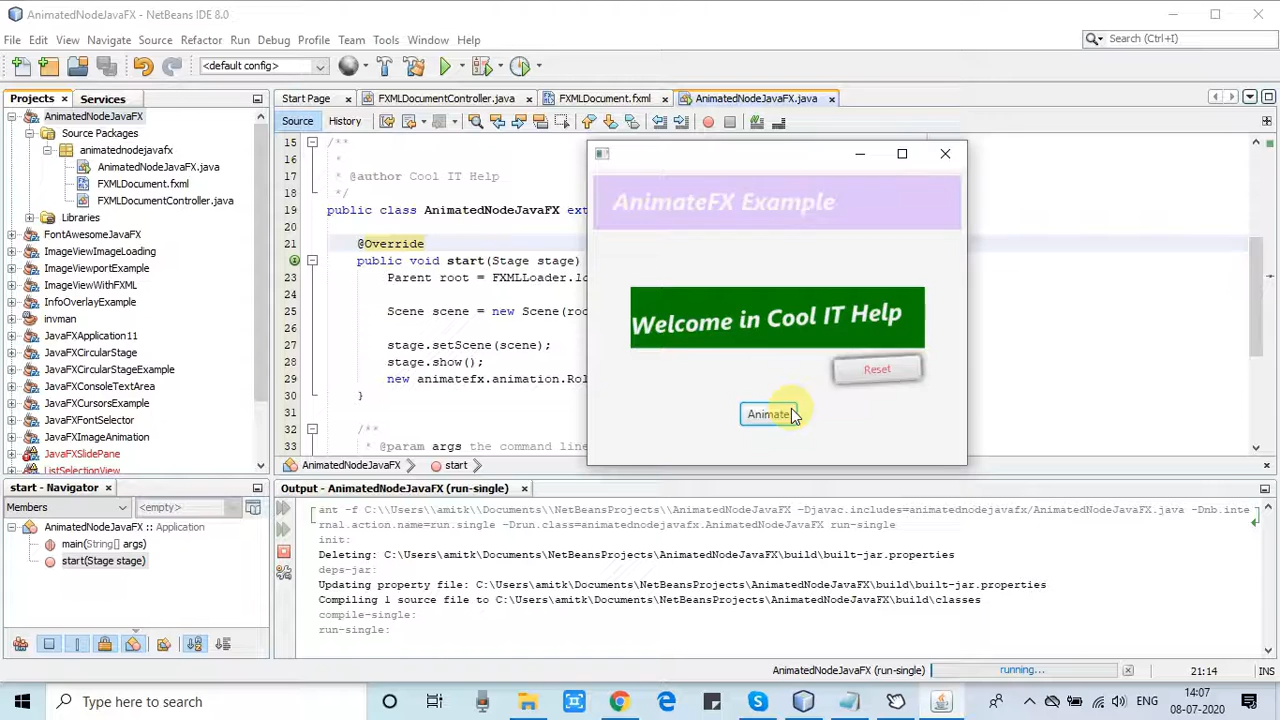 AnimatedNodeJavaFX - NetBeans IDE 8.0
File Edit View Navigate Source Refactor Run Debug Profile Team Tools Window Help
Search (Ctrl+I)
<default config>
Projects Services
Start Page FXMLDocumentController.java FXMLDocument.fxml AnimatedNodeJavaFX.java
Source History
AnimatedNodeJavaFX
Source Packages
animatednodejavafx
AnimatedNodeJavaFX.java
FXMLDocument.fxml
FXMLDocumentController.java
Libraries
FontAwesomeJavaFX
ImageViewImageLoading
ImageViewportExample
ImageViewWithFXML
InfoOverlayExample
invman
JavaFXApplication11
JavaFXCircularStage
JavaFXCircularStageExample
JavaFXConsoleTextArea
JavaFXCursorsExample
JavaFXFontSelector
JavaFXImageAnimation
JavaFXSlidePane
ListSelectionView
15 /**
16 *
17 * @author Cool IT Help
18 */
19 public class AnimatedNodeJavaFX ext
20
21 @Override
public void start(Stage stage)
23 Parent root = FXMLLoader.lo
24
25 Scene scene = new Scene(roo
26
27 stage.setScene(scene);
28 stage.show();
29 new animatefx.animation.Rol
30 }
31
32 /**
33 * @param args the command line
AnimatedNodeJavaFX start
AnimateFX Example
Welcome in Cool IT Help
Reset
Animate
start - Navigator
Members <empty>
AnimatedNodeJavaFX :: Application
main(String[] args)
start(Stage stage)
Output - AnimatedNodeJavaFX (run-single)
ant -f C:\\Users\\amitk\\Documents\\NetBeansProjects\\AnimatedNodeJavaFX -Djavac.includes=animatednodejavafx/AnimatedNodeJavaFX.java -Dnb.inte
rnal.action.name=run.single -Drun.class=animatednodejavafx.AnimatedNodeJavaFX run-single
init:
Deleting: C:\Users\amitk\Documents\NetBeansProjects\AnimatedNodeJavaFX\build\built-jar.properties
deps-jar:
Updating property file: C:\Users\amitk\Documents\NetBeansProjects\AnimatedNodeJavaFX\build\built-jar.properties
Compiling 1 source file to C:\Users\amitk\Documents\NetBeansProjects\AnimatedNodeJavaFX\build\classes
compile-single:
run-single:
AnimatedNodeJavaFX (run-single) running... 21:14 INS
Type here to search
ENG
14:07
08-07-2020